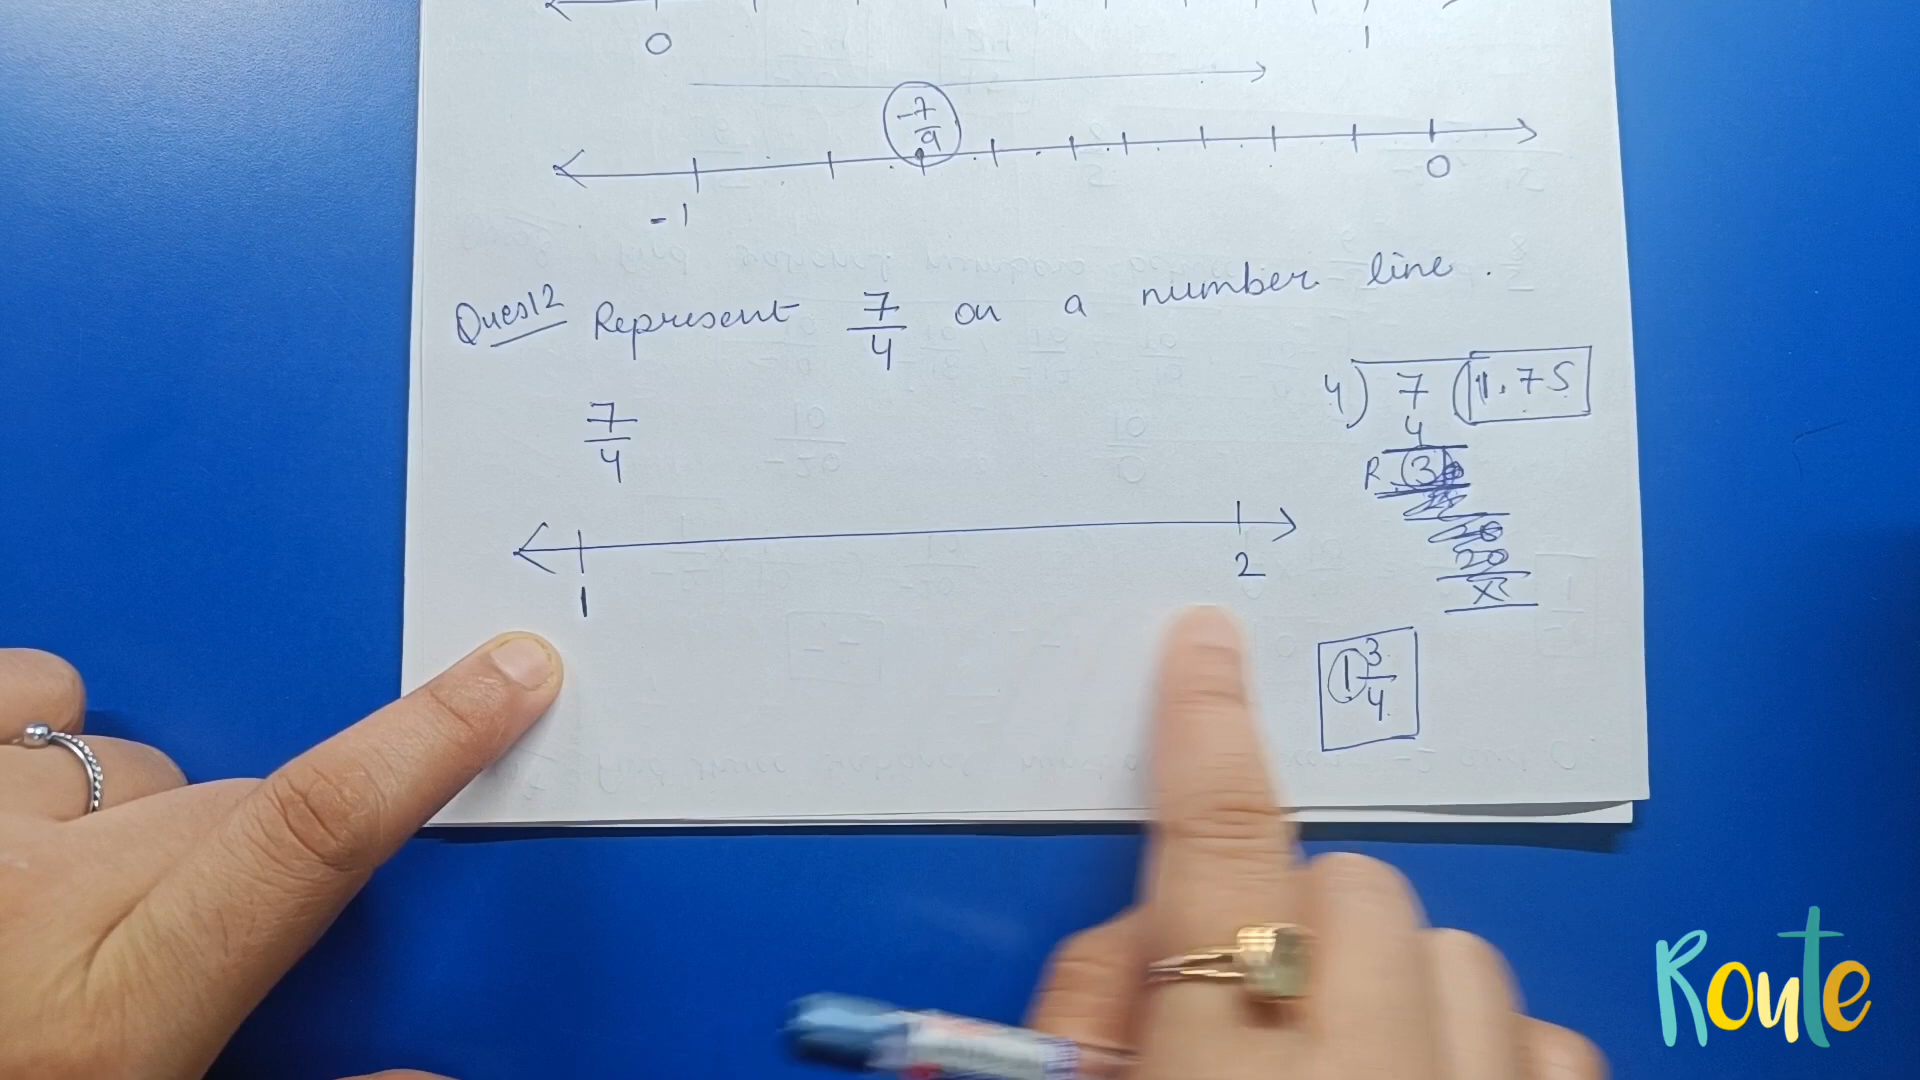 0 1
-7/9
-1 0
Ques12 Represent 7/4 on a number line.
7/4
4) 7 (1.75
4
R 3
20
x
1 2
1 3/4
Route